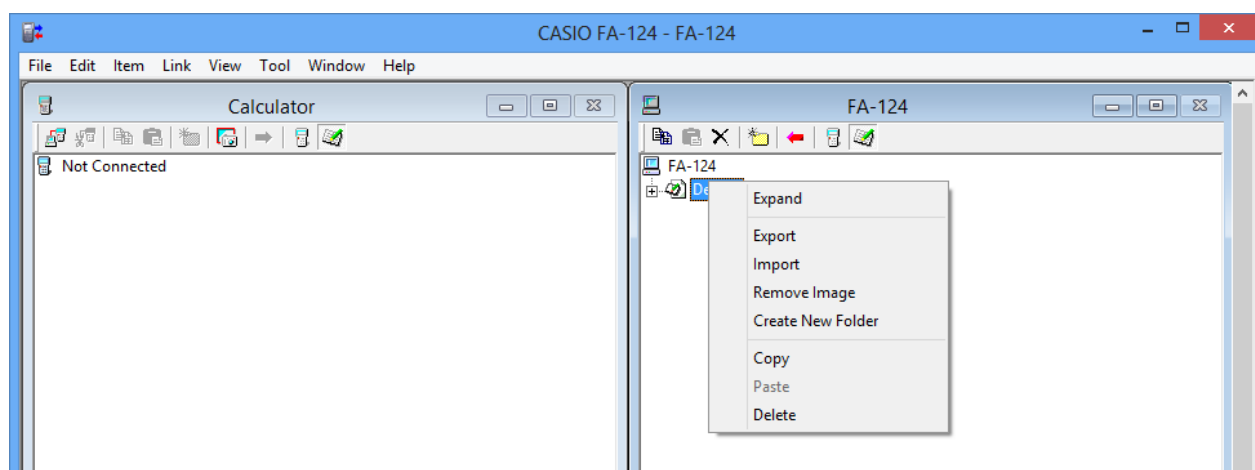 CASIO FA-124 - FA-124
File Edit Item Link View Tool Window Help
Calculator
Not Connected
FA-124
FA-124
Expand
Export
Import
Remove Image
Create New Folder
Copy
Paste
Delete